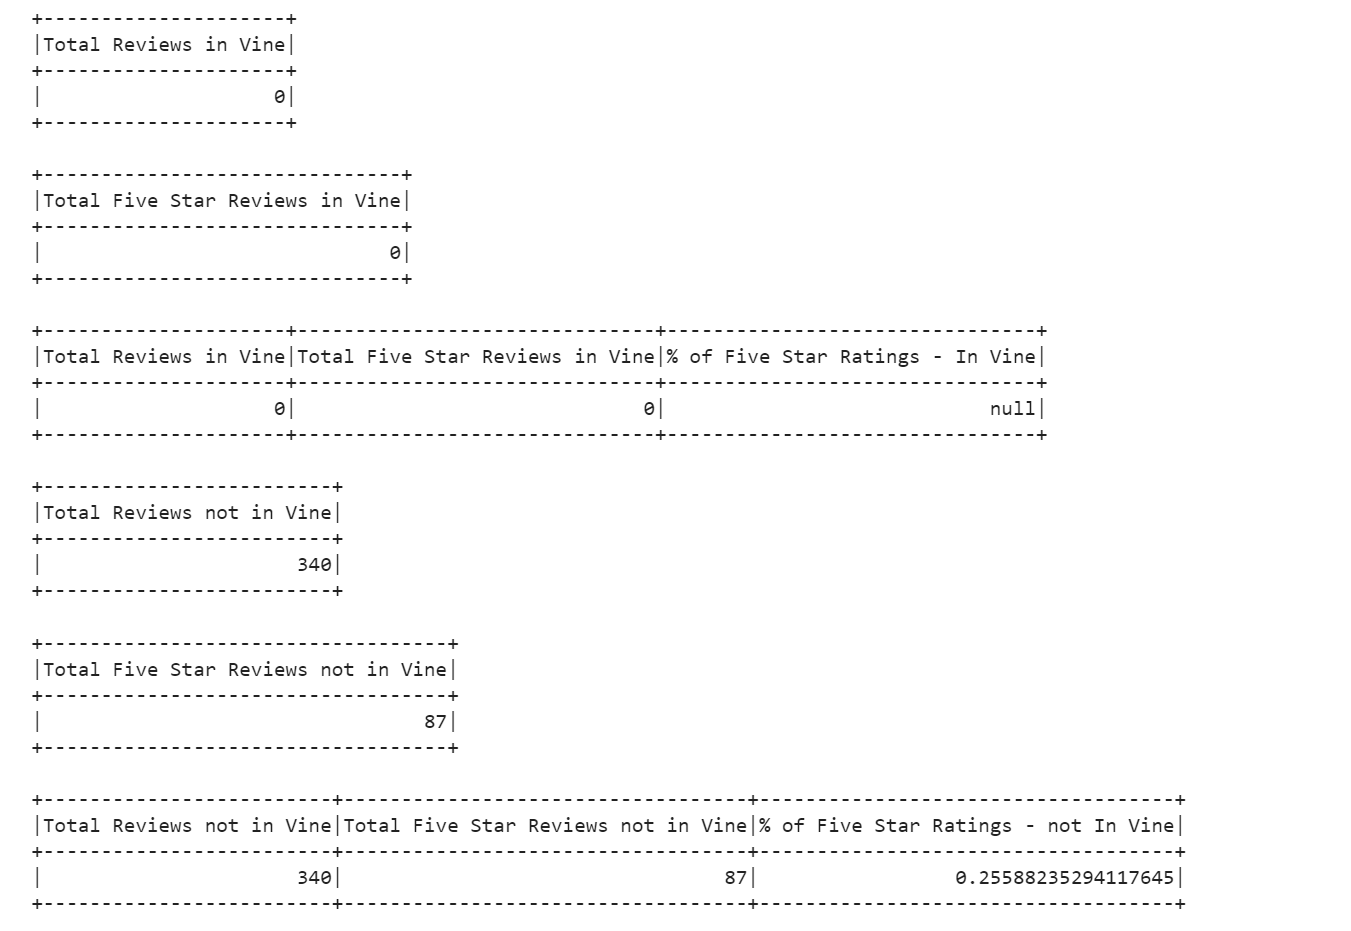 +---------------------+
|Total Reviews in Vine|
+---------------------+
|                    0|
+---------------------+
+-------------------------------+
|Total Five Star Reviews in Vine|
+-------------------------------+
|                              0|
+-------------------------------+
+---------------------+-------------------------------+--------------------------------+
|Total Reviews in Vine|Total Five Star Reviews in Vine|% of Five Star Ratings - In Vine|
+---------------------+-------------------------------+--------------------------------+
|                    0|                              0|                            null|
+---------------------+-------------------------------+--------------------------------+
+-------------------------+
|Total Reviews not in Vine|
+-------------------------+
|                      340|
+-------------------------+
+-----------------------------------+
|Total Five Star Reviews not in Vine|
+-----------------------------------+
|                                 87|
+-----------------------------------+
+-------------------------+-----------------------------------+------------------------------------+
|Total Reviews not in Vine|Total Five Star Reviews not in Vine|% of Five Star Ratings - not In Vine|
+-------------------------+-----------------------------------+------------------------------------+
|                      340|                                 87|                 0.25588235294117645|
+-------------------------+-----------------------------------+------------------------------------+